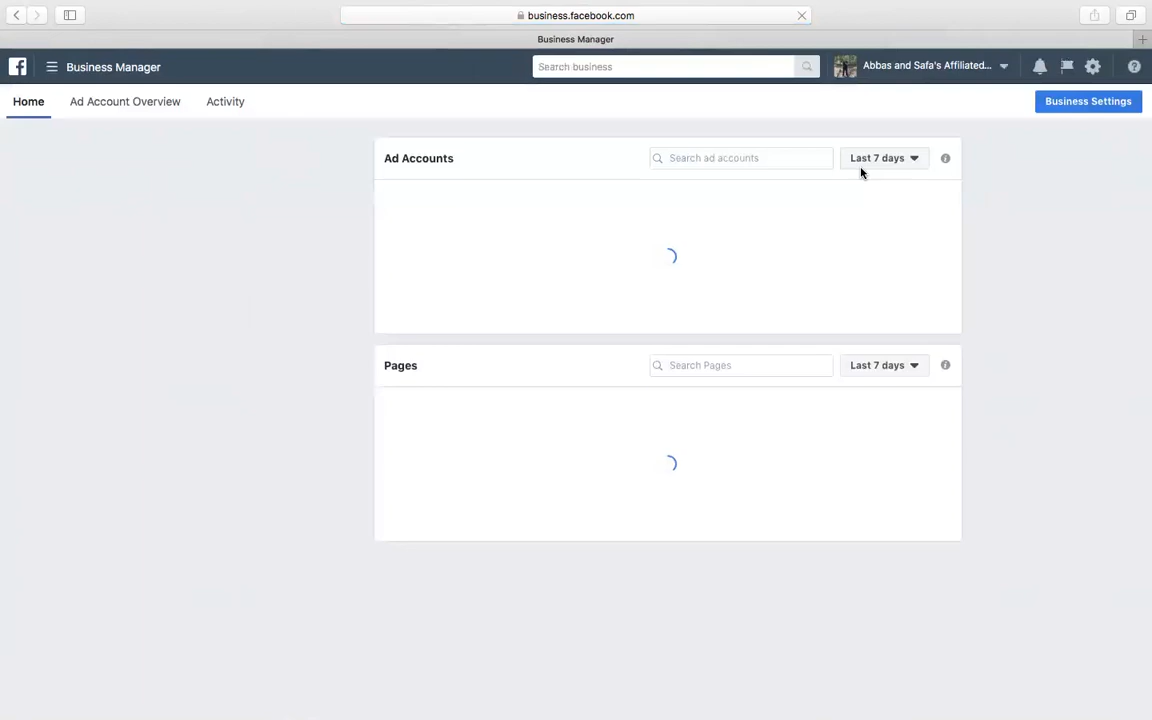 business.facebook.com
Business Manager
Business Manager
Search business
Abbas and Safa's Affiliated...
Home
Ad Account Overview
Activity
Business Settings
Ad Accounts
Search ad accounts
Last 7 days
Pages
Search Pages
Last 7 days